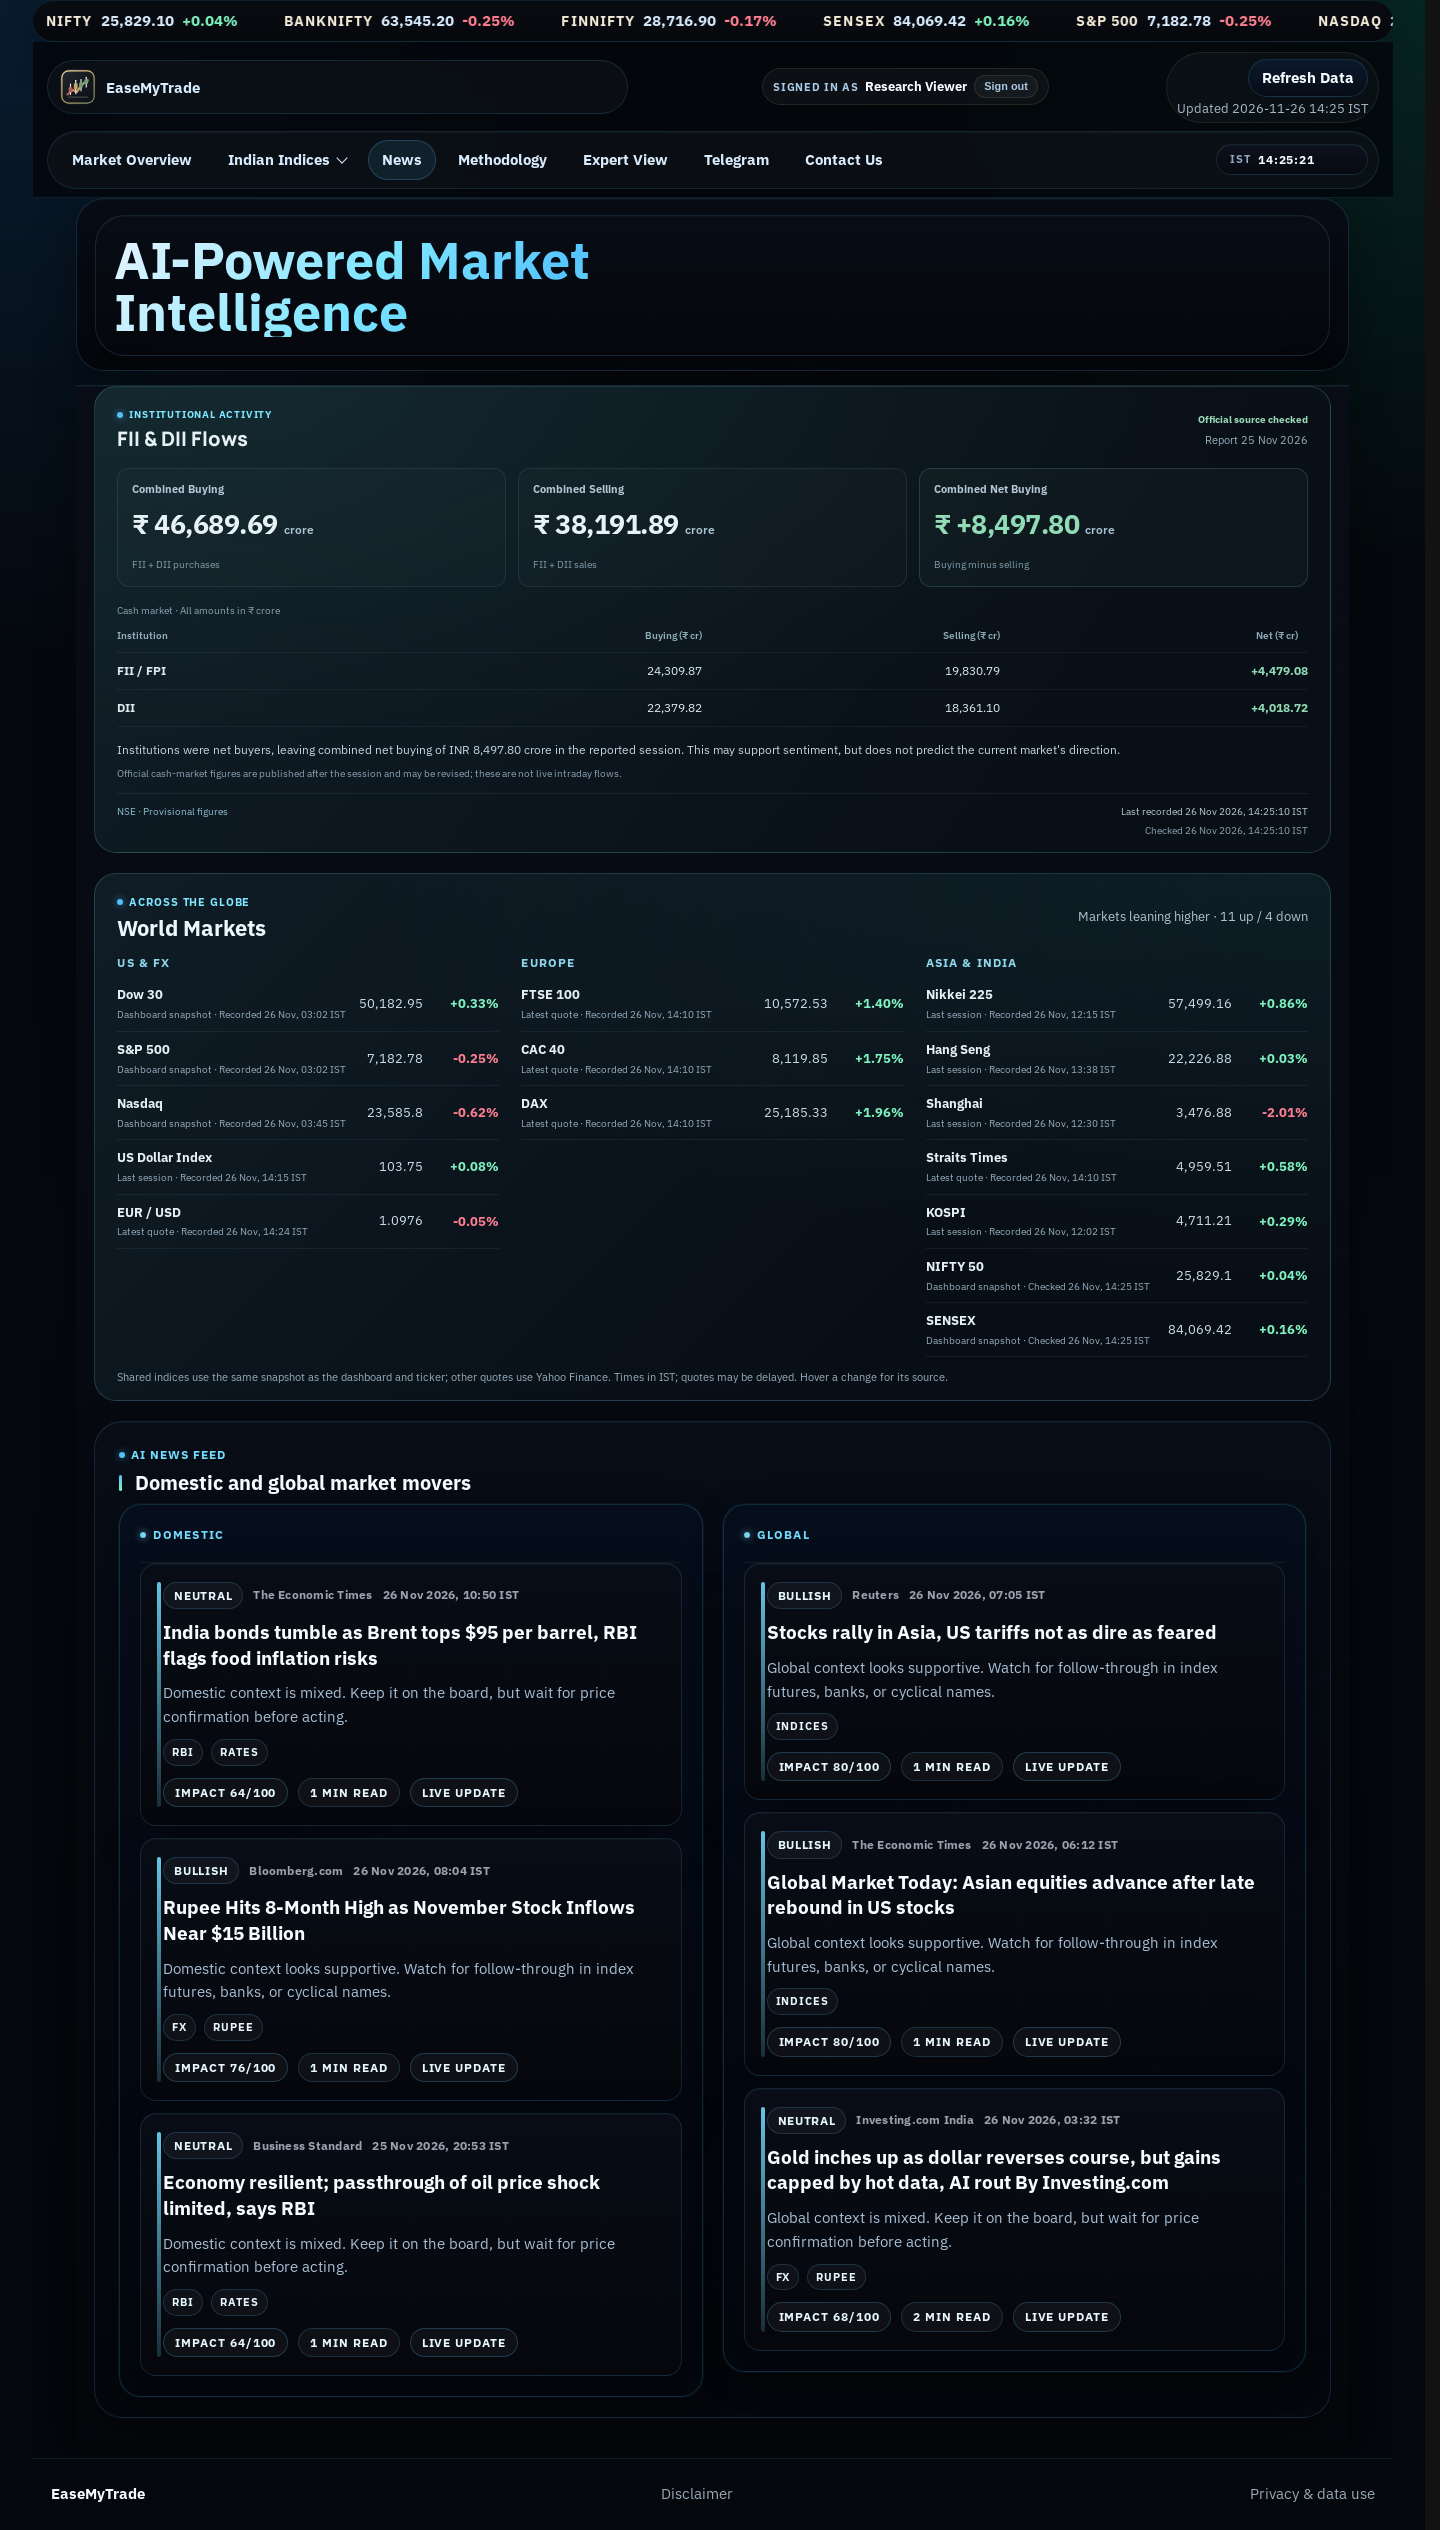 NIFTY 25,829.10 +0.04% BANKNIFTY 63,545.20 -0.25% FINNIFTY 28,716.90 -0.17% SENSEX 84,069.42 +0.16% S&P 500 7,182.78 -0.25% NASDAQ
EaseMyTrade
SIGNED IN AS Research Viewer Sign out
Refresh Data
Updated 2026-11-26 14:25 IST
Market Overview Indian Indices News Methodology Expert View Telegram Contact Us
IST 14:25:21
AI-Powered Market
Intelligence
INSTITUTIONAL ACTIVITY
FII & DII Flows
Official source checked
Report 25 Nov 2026
Combined Buying
₹ 46,689.69 crore
FII + DII purchases
Combined Selling
₹ 38,191.89 crore
FII + DII sales
Combined Net Buying
₹ +8,497.80 crore
Buying minus selling
Cash market · All amounts in ₹ crore
Institution Buying (₹ cr) Selling (₹ cr) Net (₹ cr)
FII / FPI 24,309.87 19,830.79 +4,479.08
DII 22,379.82 18,361.10 +4,018.72
Institutions were net buyers, leaving combined net buying of INR 8,497.80 crore in the reported session. This may support sentiment, but does not predict the current market's direction.
Official cash-market figures are published after the session and may be revised; these are not live intraday flows.
NSE · Provisional figures
Last recorded 26 Nov 2026, 14:25:10 IST
Checked 26 Nov 2026, 14:25:10 IST
ACROSS THE GLOBE
World Markets
Markets leaning higher · 11 up / 4 down
US & FX
Dow 30 50,182.95 +0.33%
Dashboard snapshot · Recorded 26 Nov, 03:02 IST
S&P 500 7,182.78 -0.25%
Dashboard snapshot · Recorded 26 Nov, 03:02 IST
Nasdaq 23,585.8 -0.62%
Dashboard snapshot · Recorded 26 Nov, 03:45 IST
US Dollar Index 103.75 +0.08%
Last session · Recorded 26 Nov, 14:15 IST
EUR / USD 1.0976 -0.05%
Latest quote · Recorded 26 Nov, 14:24 IST
EUROPE
FTSE 100 10,572.53 +1.40%
Latest quote · Recorded 26 Nov, 14:10 IST
CAC 40 8,119.85 +1.75%
Latest quote · Recorded 26 Nov, 14:10 IST
DAX 25,185.33 +1.96%
Latest quote · Recorded 26 Nov, 14:10 IST
ASIA & INDIA
Nikkei 225 57,499.16 +0.86%
Last session · Recorded 26 Nov, 12:15 IST
Hang Seng 22,226.88 +0.03%
Last session · Recorded 26 Nov, 13:38 IST
Shanghai 3,476.88 -2.01%
Last session · Recorded 26 Nov, 12:30 IST
Straits Times 4,959.51 +0.58%
Latest quote · Recorded 26 Nov, 14:10 IST
KOSPI 4,711.21 +0.29%
Last session · Recorded 26 Nov, 12:02 IST
NIFTY 50 25,829.1 +0.04%
Dashboard snapshot · Checked 26 Nov, 14:25 IST
SENSEX 84,069.42 +0.16%
Dashboard snapshot · Checked 26 Nov, 14:25 IST
Shared indices use the same snapshot as the dashboard and ticker; other quotes use Yahoo Finance. Times in IST; quotes may be delayed. Hover a change for its source.
AI NEWS FEED
Domestic and global market movers
DOMESTIC
NEUTRAL The Economic Times 26 Nov 2026, 10:50 IST
India bonds tumble as Brent tops $95 per barrel, RBI
flags food inflation risks
Domestic context is mixed. Keep it on the board, but wait for price
confirmation before acting.
RBI RATES
IMPACT 64/100 1 MIN READ LIVE UPDATE
BULLISH Bloomberg.com 26 Nov 2026, 08:04 IST
Rupee Hits 8-Month High as November Stock Inflows
Near $15 Billion
Domestic context looks supportive. Watch for follow-through in index
futures, banks, or cyclical names.
FX RUPEE
IMPACT 76/100 1 MIN READ LIVE UPDATE
NEUTRAL Business Standard 25 Nov 2026, 20:53 IST
Economy resilient; passthrough of oil price shock
limited, says RBI
Domestic context is mixed. Keep it on the board, but wait for price
confirmation before acting.
RBI RATES
IMPACT 64/100 1 MIN READ LIVE UPDATE
GLOBAL
BULLISH Reuters 26 Nov 2026, 07:05 IST
Stocks rally in Asia, US tariffs not as dire as feared
Global context looks supportive. Watch for follow-through in index
futures, banks, or cyclical names.
INDICES
IMPACT 80/100 1 MIN READ LIVE UPDATE
BULLISH The Economic Times 26 Nov 2026, 06:12 IST
Global Market Today: Asian equities advance after late
rebound in US stocks
Global context looks supportive. Watch for follow-through in index
futures, banks, or cyclical names.
INDICES
IMPACT 80/100 1 MIN READ LIVE UPDATE
NEUTRAL Investing.com India 26 Nov 2026, 03:32 IST
Gold inches up as dollar reverses course, but gains
capped by hot data, AI rout By Investing.com
Global context is mixed. Keep it on the board, but wait for price
confirmation before acting.
FX RUPEE
IMPACT 68/100 2 MIN READ LIVE UPDATE
EaseMyTrade
Disclaimer
Privacy & data use